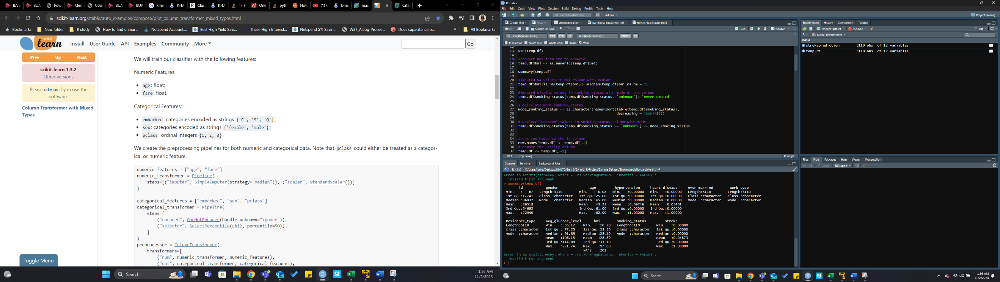 BA v
BUA
Pow
Mee
Cou
BUA
BUA
kme
K-M
Clus
K-M
r - H
One
pyth
How
(1) C
k-m
mac
cate
scikit-learn.org/stable/auto_examples/compose/plot_column_transformer_mixed_types.html
Bookmarks
New folder
R study
How to find unmar...
Netspend Account:...
Best High Yield Savi...
These High-Interest...
Netspend 5% Savin...
W37_AILog-Procee...
Does capacitance o...
»
All Bookmarks
scikit
learn
Install
User Guide
API
Examples
Community
More
Go
Prev
Up
Next
scikit-learn 1.3.2
Other versions
Please cite us if you use the
software.
Column Transformer with Mixed
Types
We will train our classifier with the following features:
Numeric Features:
• age: float;
• fare: float.
Categorical Features:
• embarked: categories encoded as strings {'C', 'S', 'Q'};
• sex: categories encoded as strings {'female', 'male'};
• pclass: ordinal integers {1, 2, 3}.
We create the preprocessing pipelines for both numeric and categorical data. Note that pclass could either be treated as a categor-
ical or numeric feature.
numeric_features = ["age", "fare"]
numeric_transformer = Pipeline(
steps=[("imputer", SimpleImputer(strategy="median")), ("scaler", StandardScaler())]
)
categorical_features = ["embarked", "sex", "pclass"]
categorical_transformer = Pipeline(
steps=[
("encoder", OneHotEncoder(handle_unknown="ignore")),
("selector", SelectPercentile(chi2, percentile=50)),
]
)
preprocessor = ColumnTransformer(
transformers=[
("num", numeric_transformer, numeric_features),
("cat", categorical_transformer, categorical_features),
Toggle Menu
Search
1:56 AM
11/2/2023
RStudio
File Edit Code View Plots Session Build Debug Profile Tools Help
Go to file/function
Addins
Project: (None)
Group 13.R
final.R*
strokeprediction
partitional clustering(1).R
hierarchical clustering.R
Source on Save
Run
Source
length(km$centers)
Next
Prev
All
dim(km$centers)[1]
Replace
All
In selection
Match case
Whole word
Regex
Wrap
12
13 str(temp.df)
14
15 #convert bmi from str to numeric
16 temp.df$bmi <- as.numeric(temp.df$bmi)
17
18 summary(temp.df)
19
20 #imputed NA values in bmi column with median
21 temp.df$bmi[is.na(temp.df$bmi)]<-median(temp.df$bmi,na.rm = T)
22
23 #imputed missing values in smoking status with mode of the column
24 temp.df$smoking_status[temp.df$smoking_status=='Unknown']<-'never smoked'
25
26 # Calculate mode smoking_status
27 mode_smoking_status <- as.character(names(sort(table(temp.df$smoking_status),
28 decreasing = TRUE)[1]))
29
30 # Replace "Unknown" values in smoking_status column with mode
31 temp.df$smoking_status[temp.df$smoking_status == "Unknown"] <- mode_smoking_status
32
33
34 # set row names to the id column
35 row.names(temp.df) <- temp.df[,1]
36 # remove the utility column
37 temp.df <- temp.df[,-1]
20:1 (Top Level) R Script
Console Terminal Background Jobs
R 4.3.0 · C:/Users/rucha/Desktop/RJ/UTD/Sem 3/BA with R/Project/Sample Dataset/Stroke prediction/archive (1)/
Error in exists(cacheKey, where = .rs.WorkingDataEnv, inherits = FALSE) :
invalid first argument
> summary(temp.df)
id gender age hypertension heart_disease ever_married work_type
Min. : 67 Length:5110 Min. : 0.08 Min. :0.00000 Min. :0.00000 Length:5110 Length:5110
1st Qu.:17741 Class :character 1st Qu.:25.00 1st Qu.:0.00000 1st Qu.:0.00000 Class :character Class :character
Median :36932 Mode :character Median :45.00 Median :0.00000 Median :0.00000 Mode :character Mode :character
Mean :36518 Mean :43.23 Mean :0.09746 Mean :0.05401
3rd Qu.:54682 3rd Qu.:61.00 3rd Qu.:0.00000 3rd Qu.:0.00000
Max. :72940 Max. :82.00 Max. :1.00000 Max. :1.00000
Residence_type avg_glucose_level bmi smoking_status stroke
Length:5110 Min. : 55.12 Min. :10.30 Length:5110 Min. :0.00000
Class :character 1st Qu.: 77.25 1st Qu.:23.50 Class :character 1st Qu.:0.00000
Mode :character Median : 91.89 Median :28.10 Mode :character Median :0.00000
Mean :106.15 Mean :28.89 Mean :0.04873
3rd Qu.:114.09 3rd Qu.:33.10 3rd Qu.:0.00000
Max. :271.74 Max. :97.60 Max. :1.00000
NA's :201
Error in exists(cacheKey, where = .rs.WorkingDataEnv, inherits = FALSE) :
invalid first argument
>
Environment History Connections Tutorial
Import Dataset
558 MiB
List
R Global Environment
Data
strokeprediction 5110 obs. of 12 variables
temp.df 5110 obs. of 12 variables
Files Plots Packages Help Viewer Presentation
Zoom
Export
Search
1:56 AM
11/2/2023